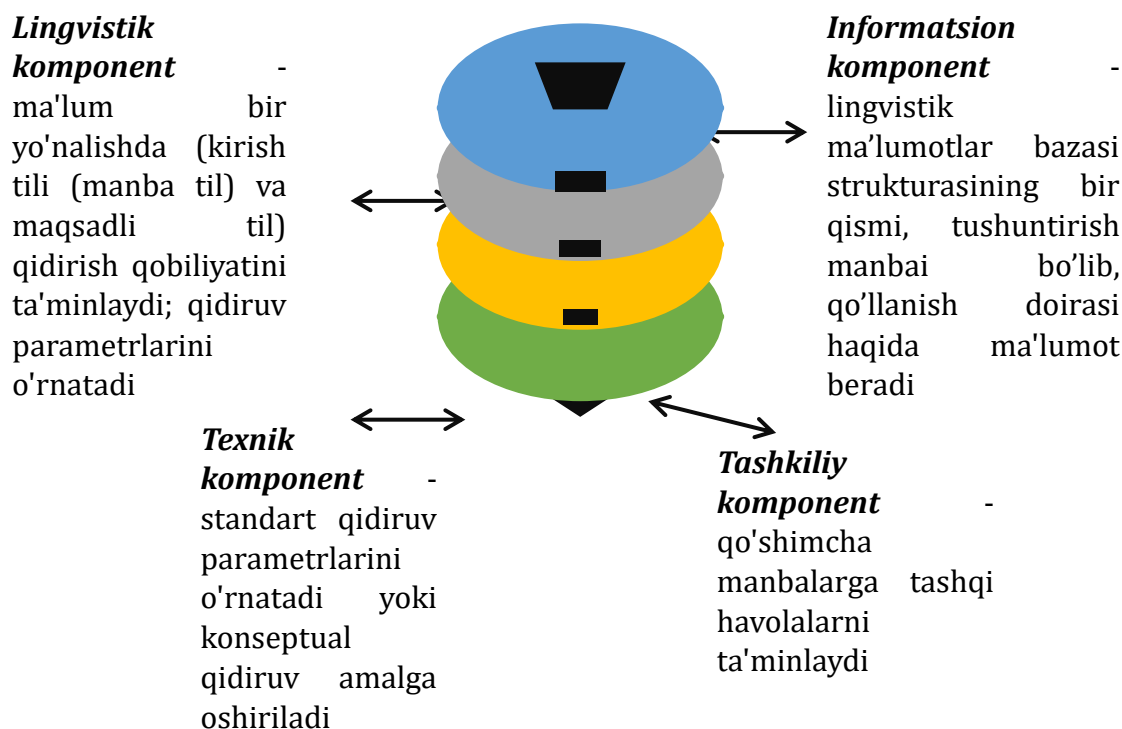 Lingvistik
komponent -
ma'lum bir
yo'nalishda (kirish
tili (manba til) va
maqsadli til)
qidirish qobiliyatini
ta'minlaydi; qidiruv
parametrlarini
o'rnatadi
Informatsion
komponent -
lingvistik
ma’lumotlar bazasi
strukturasining bir
qismi, tushuntirish
manbai bo’lib,
qo’llanish doirasi
haqida ma'lumot
beradi
Texnik
komponent -
standart qidiruv
parametrlarini
o'rnatadi yoki
konseptual
qidiruv amalga
oshiriladi
Tashkiliy
komponent -
qo'shimcha
manbalarga tashqi
havolalarni
ta'minlaydi